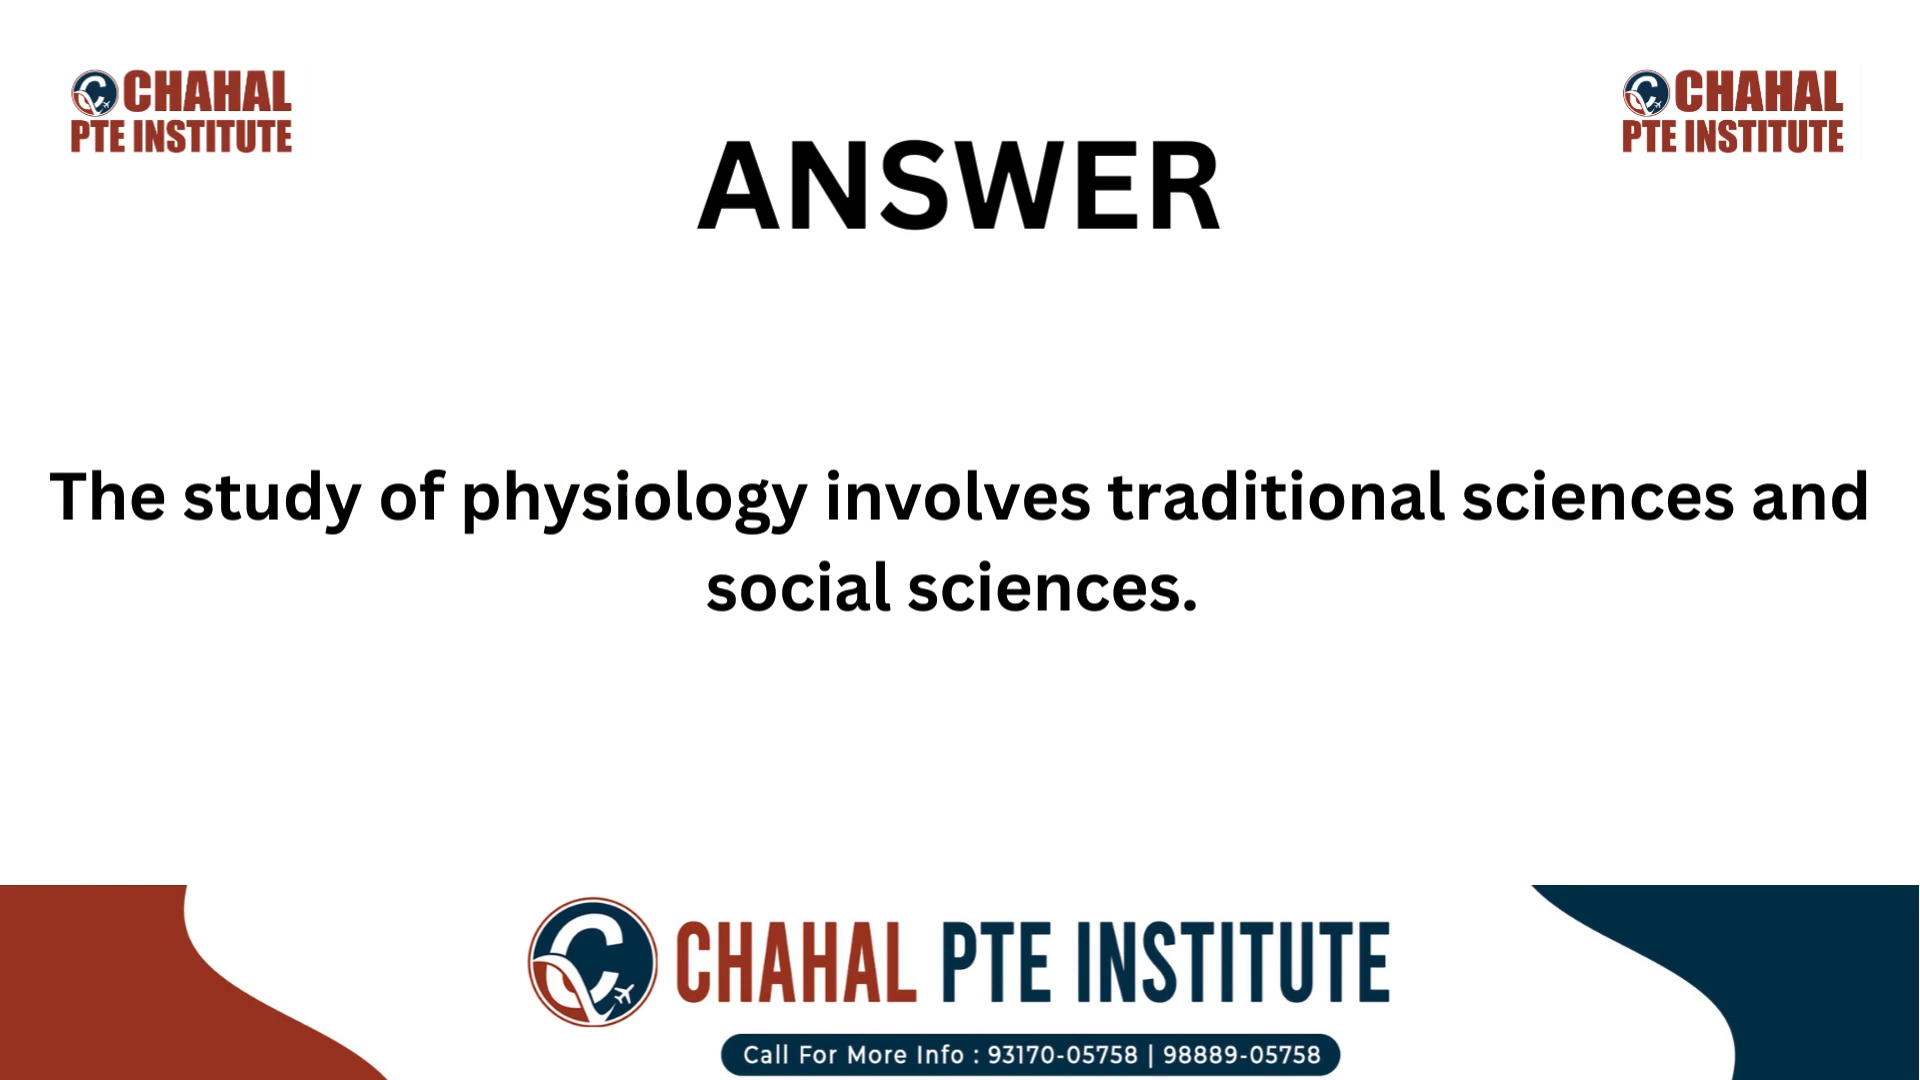 CHAHAL
PTE INSTITUTE
CHAHAL
PTE INSTITUTE
ANSWER
The study of physiology involves traditional sciences and
social sciences.
CHAHAL PTE INSTITUTE
Call For More Info : 93170-05758 | 98889-05758